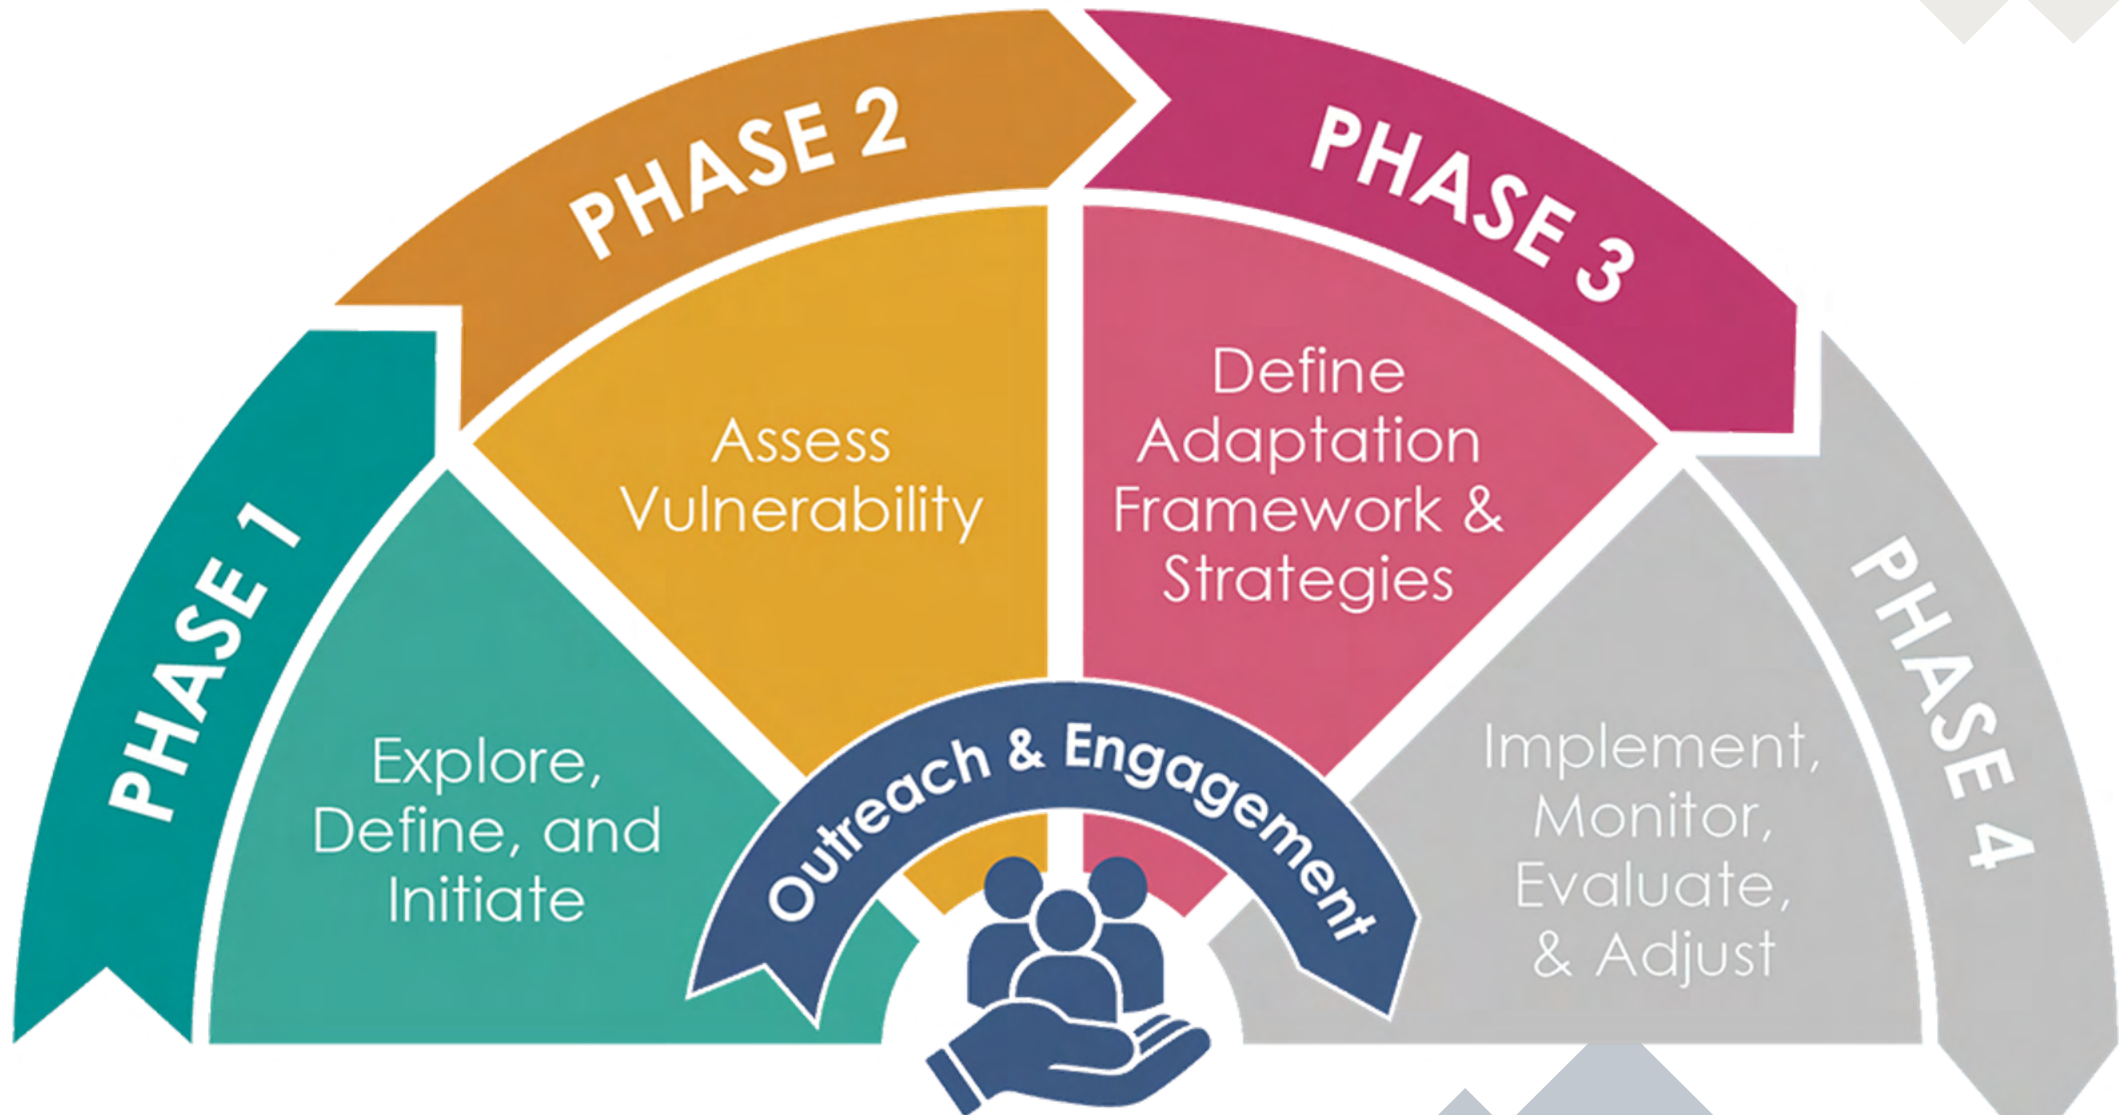 PHASE 1
Explore,
Define, and
Initiate
PHASE 2
Assess
Vulnerability
PHASE 3
Define
Adaptation
Framework &
Strategies
PHASE 4
Implement,
Monitor,
Evaluate,
& Adjust
Outreach & Engagement